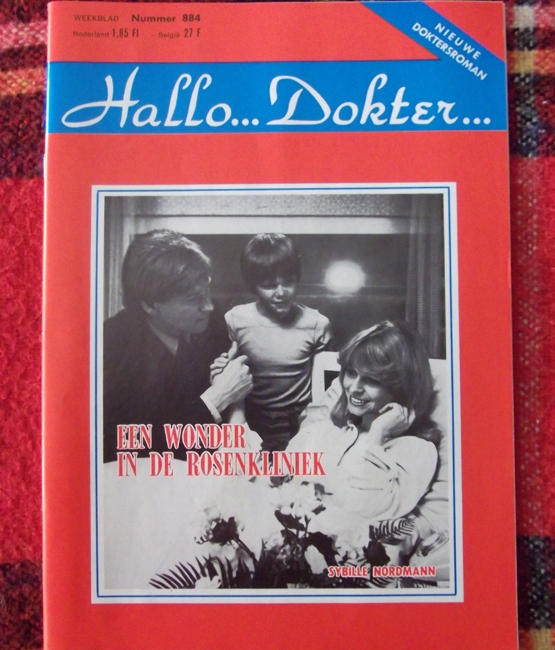 WEEKBLAD Nummer 884
Nederland 1,85 Fl - België 27 F
NIEUWE
DOKTERSROMAN
Hallo... Dokter...
EEN WONDER
IN DE ROSENKLINIEK
SYBILLE NORDMANN